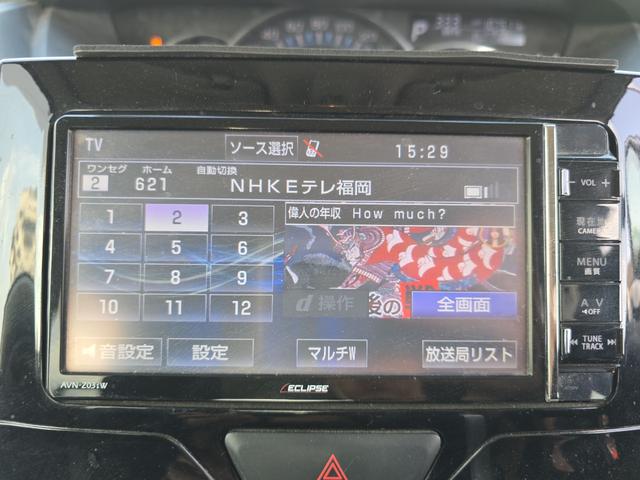 P 333
TV ソース選択 15:29
ワンセグ ホーム 自動切換
2 621 NHKEテレ福岡
1 2 3
偉人の年収 How much?
4 5 6
7 8 9
10 11 12
d 操作 後の 全画面
音設定 設定 マルチW 放送局リスト
AVN-Z03iW
ECLIPSE
VOL +
現在地
CAMERA
MENU
画質
A V
OFF
TUNE
TRACK